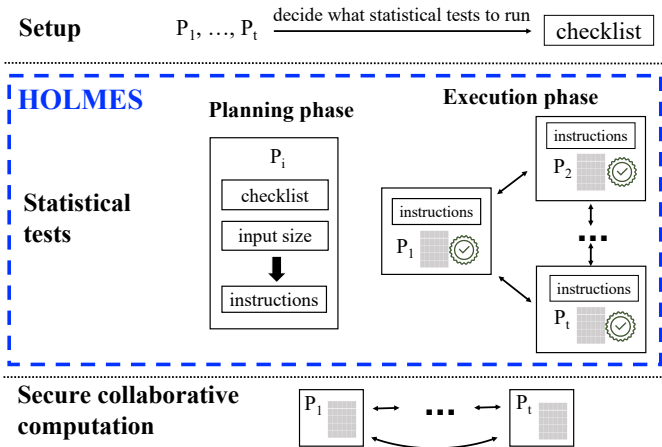 Setup
P1, ..., Pt
decide what statistical tests to run
checklist
HOLMES
Statistical
tests
Planning phase
Pi
checklist
input size
instructions
Execution phase
instructions
P1
instructions
P2
...
instructions
Pt
Secure collaborative
computation
P1
...
Pt